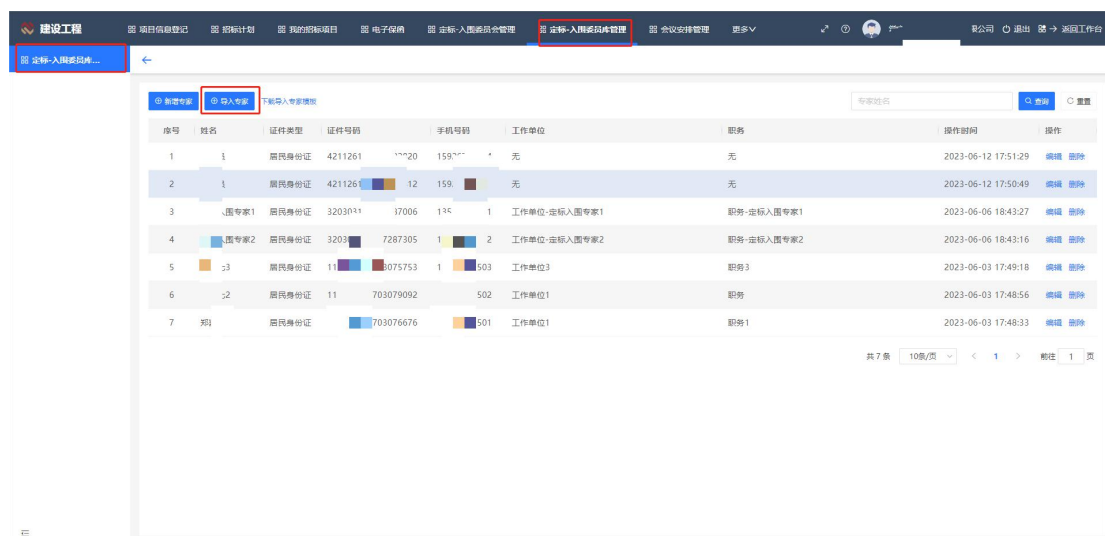 建设工程 项目信息登记 招标计划 我的招标项目 电子保函 定标-入围委员会管理 定标-入围委员库管理 会议安排管理 更多 限公司 退出 返回工作台
定标-入围委员库...
新增专家 导入专家 下载导入专家模板 专家姓名 查询 重置
序号 姓名 证件类型 证件号码 手机号码 工作单位 职务 操作时间 操作
1 居民身份证 4211261 20 159 无 无 2023-06-12 17:51:29 编辑 删除
2 居民身份证 4211261 12 159 无 无 2023-06-12 17:50:49 编辑 删除
3 围专家1 居民身份证 3203031 37006 135 1 工作单位-定标入围专家1 职务-定标入围专家1 2023-06-06 18:43:27 编辑 删除
4 围专家2 居民身份证 3203 7287305 1 2 工作单位-定标入围专家2 职务-定标入围专家2 2023-06-06 18:43:16 编辑 删除
5 3 居民身份证 11 3075753 1 503 工作单位3 职务3 2023-06-03 17:49:18 编辑 删除
6 2 居民身份证 11 703079092 502 工作单位1 职务 2023-06-03 17:48:56 编辑 删除
7 郑 居民身份证 703076676 501 工作单位1 职务1 2023-06-03 17:48:33 编辑 删除
共 7 条 10条/页 < 1 > 前往 1 页